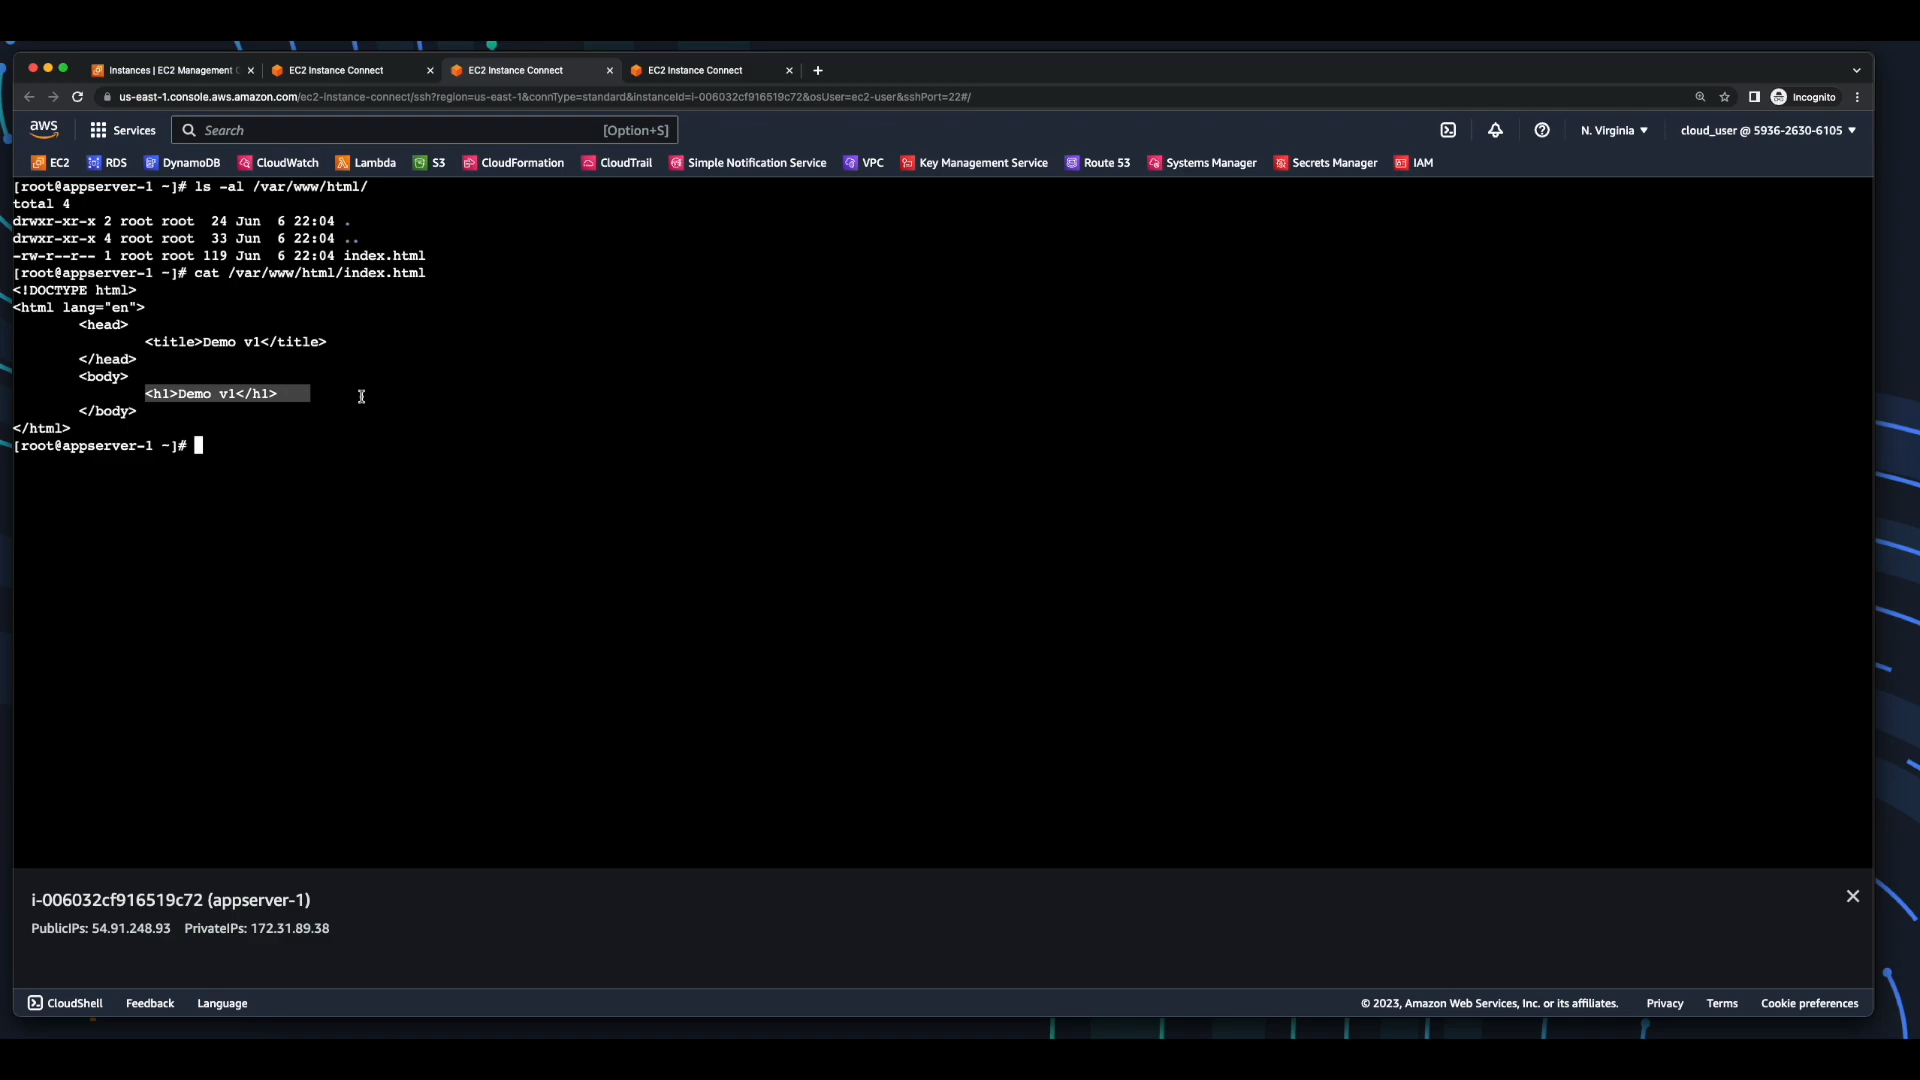 Instances | EC2 Management C
EC2 Instance Connect
EC2 Instance Connect
EC2 Instance Connect
us-east-1.console.aws.amazon.com/ec2-instance-connect/ssh?region=us-east-1&connType=standard&instanceId=i-006032cf916519c72&osUser=ec2-user&sshPort=22#/
Incognito
aws
Services
Search
[Option+S]
N. Virginia
cloud_user @ 5936-2630-6105
EC2
RDS
DynamoDB
CloudWatch
Lambda
S3
CloudFormation
CloudTrail
Simple Notification Service
VPC
Key Management Service
Route 53
Systems Manager
Secrets Manager
IAM
[root@appserver-1 ~]# ls -al /var/www/html/
total 4
drwxr-xr-x 2 root root  24 Jun  6 22:04 .
drwxr-xr-x 4 root root  33 Jun  6 22:04 ..
-rw-r--r-- 1 root root 119 Jun  6 22:04 index.html
[root@appserver-1 ~]# cat /var/www/html/index.html
<!DOCTYPE html>
<html lang="en">
        <head>
                <title>Demo v1</title>
        </head>
        <body>
                <h1>Demo v1</h1>
        </body>
</html>
[root@appserver-1 ~]#
i-006032cf916519c72 (appserver-1)
PublicIPs: 54.91.248.93   PrivateIPs: 172.31.89.38
CloudShell
Feedback
Language
© 2023, Amazon Web Services, Inc. or its affiliates.
Privacy
Terms
Cookie preferences